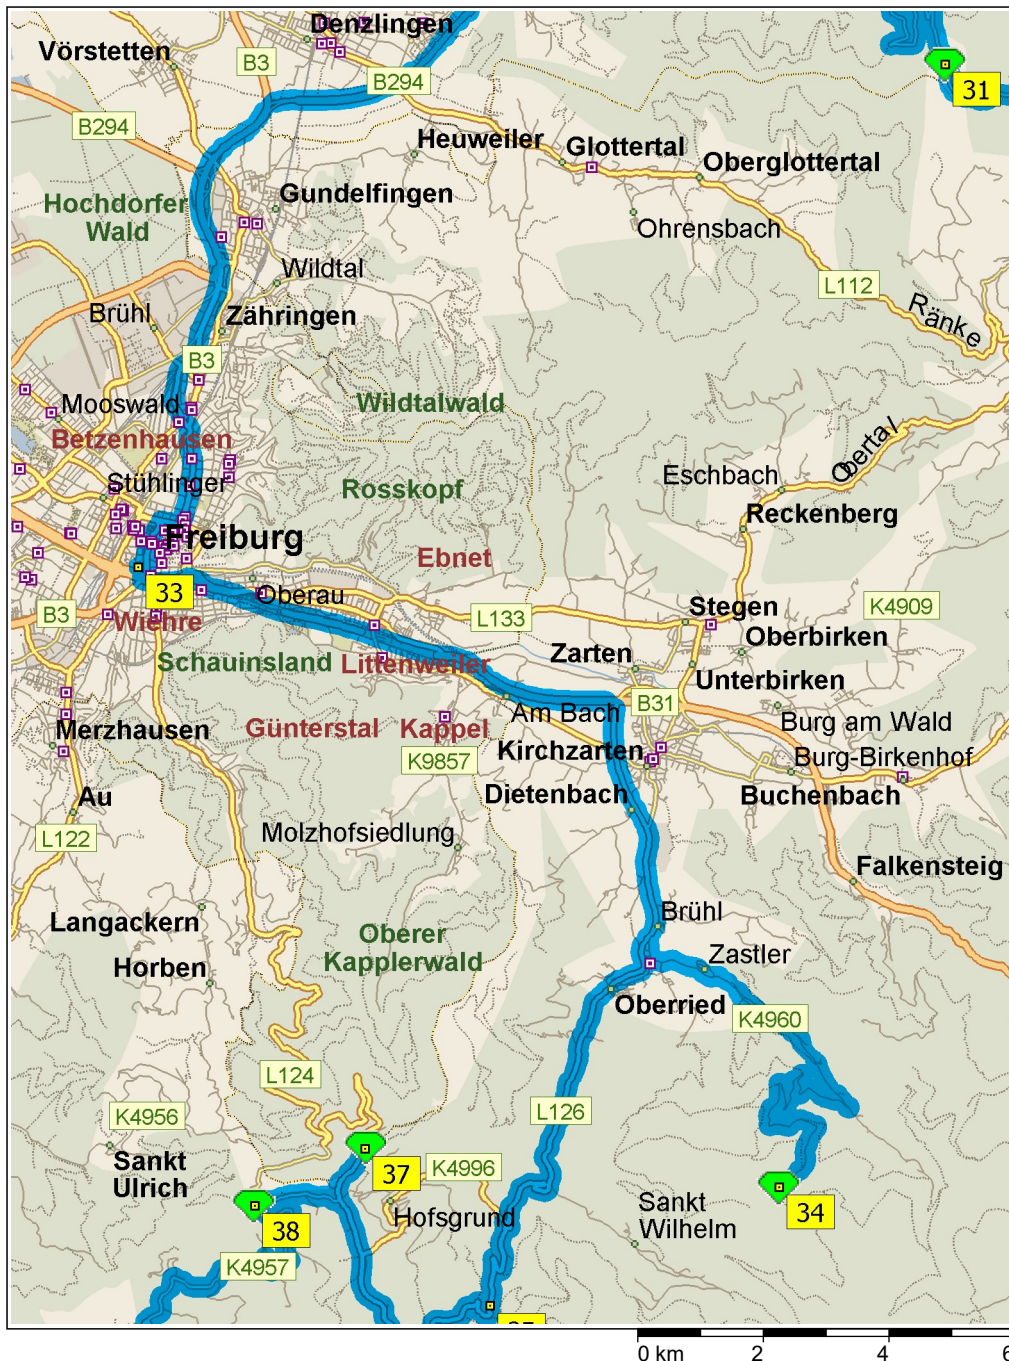 Denzlingen
Vörstetten
B3
B294
31
B294
Heuweiler
Glottertal
Oberglottertal
Gundelfingen
Hochdorfer
Wald
Ohrensbach
Wildtal
L112
Brühl
Zähringen
Ränke
B3
Mooswald
Wildtalwald
Betzenhausen
Obertal
Eschbach
Stühlinger
Rosskopf
Reckenberg
Freiburg
Ebnet
33
Oberau
K4909
B3
Wiehre
L133
Stegen
Oberbirken
Schauinsland
Littenweiler
Zarten
Unterbirken
B31
Am Bach
Burg am Wald
Merzhausen
Günterstal
Kappel
Kirchzarten
K9857
Burg-Birkenhof
Au
Dietenbach
Buchenbach
L122
Molzhofsiedlung
Falkensteig
Langackern
Brühl
Oberer
Kapplerwald
Horben
Zastler
Oberried
K4960
L124
K4956
L126
Sankt
Ulrich
37
K4996
34
Sankt
Wilhelm
38
Hofsgrund
K4957
0 km
2
4
6